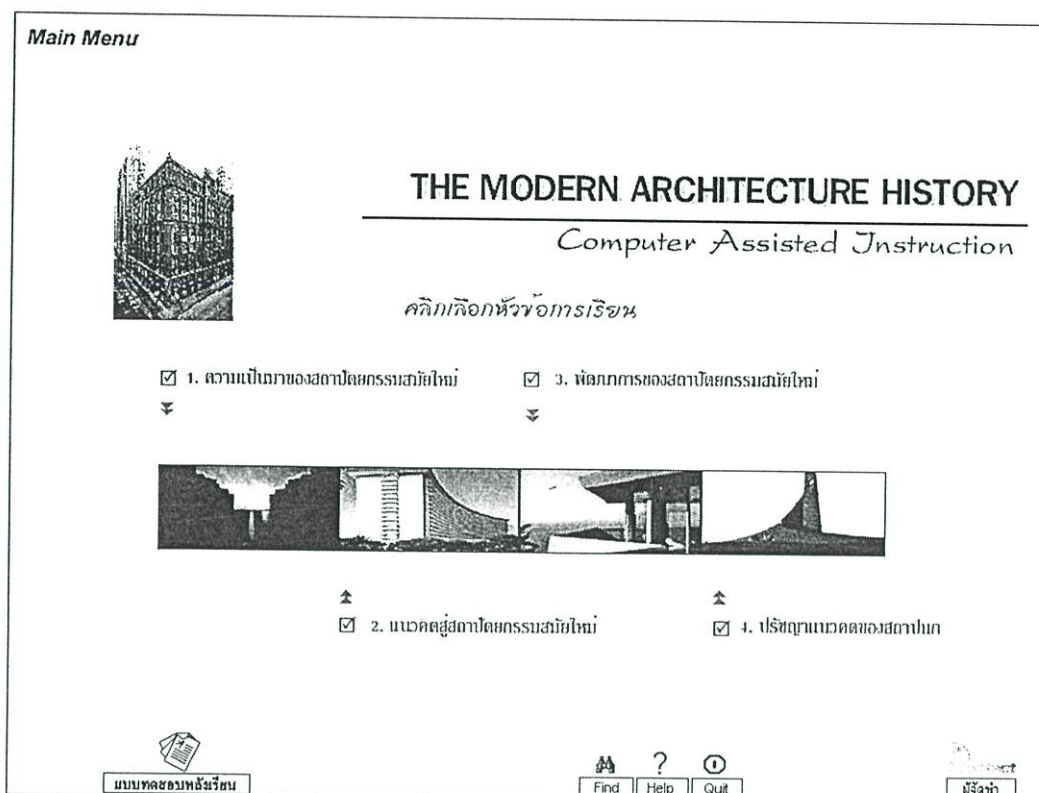 Main Menu
THE MODERN ARCHITECTURE HISTORY
Computer Assisted Instruction
คลิกเลือกหัวข้อการเรียน
1. ความเป็นมาของสถาปัตยกรรมสมัยใหม่
3. พัฒนาการของสถาปัตยกรรมสมัยใหม่
2. แนวคิดสู่สถาปัตยกรรมสมัยใหม่
4. ปรัชญาแนวคิดของสถาปนิก
แบบทดสอบหลังเรียน
Find
Help
Quit
ผู้จัดทำ